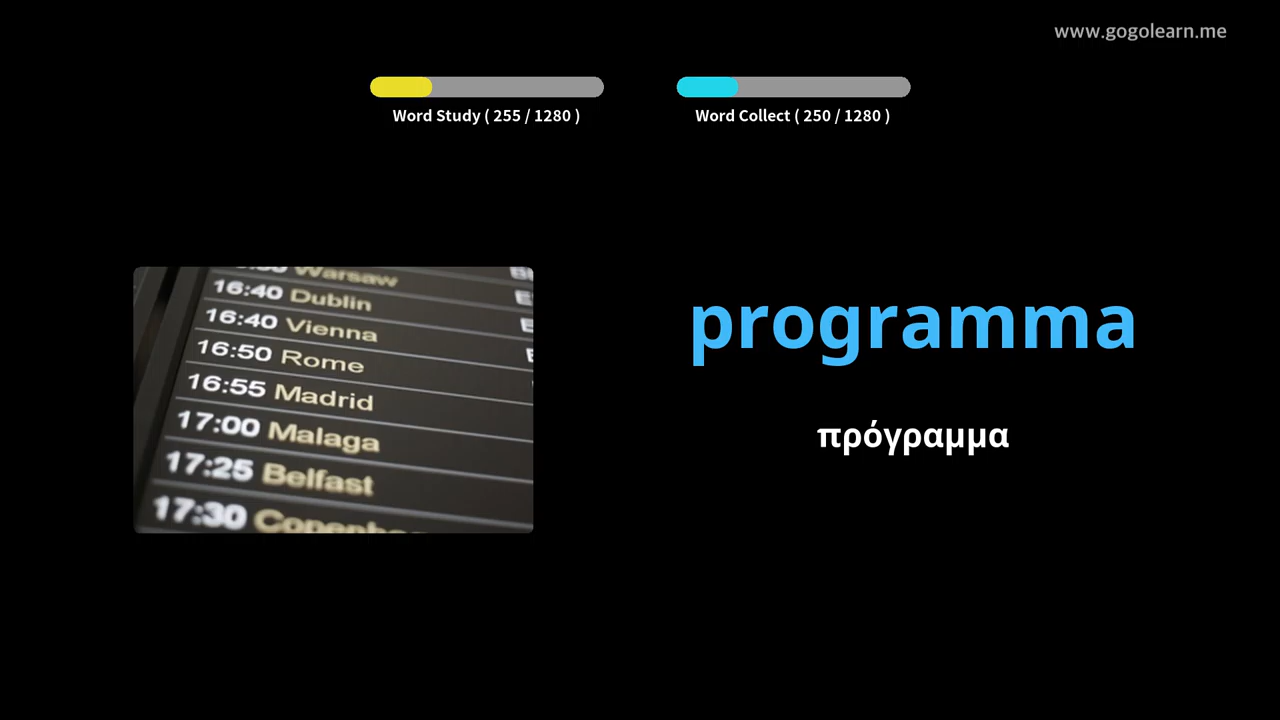 www.gogolearn.me
Word Study ( 255 / 1280 )
Word Collect ( 250 / 1280 )
Warsaw
16:40 Dublin
16:40 Vienna
16:50 Rome
16:55 Madrid
17:00 Malaga
17:25 Belfast
17:30
programma
πρόγραμμα